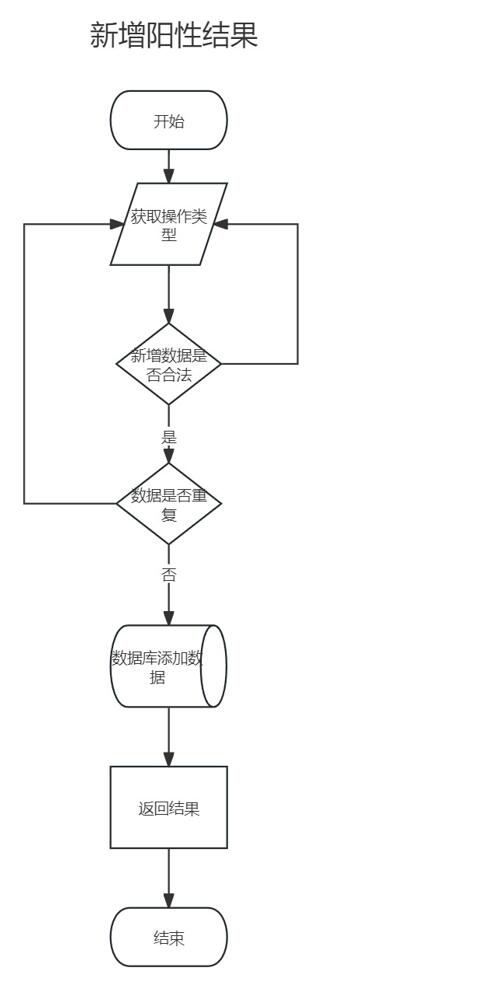 新增阳性结果
开始
获取操作类
型
新增数据是
否合法
是
数据是否重
复
否
数据库添加数
据
返回结果
结束